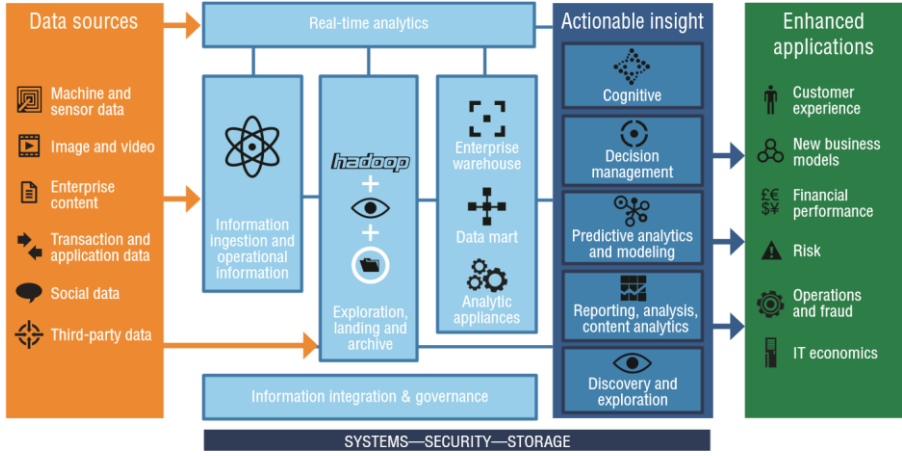 Data sources
Machine and
sensor data
Image and video
Enterprise
content
Transaction and
application data
Social data
Third-party data
Real-time analytics
Information
ingestion and
operational
information
hadoop
+
+
Exploration,
landing and
archive
Enterprise
warehouse
Data mart
Analytic
appliances
Information integration & governance
Actionable insight
Cognitive
Decision
management
Predictive analytics
and modeling
Reporting, analysis,
content analytics
Discovery and
exploration
Enhanced
applications
Customer
experience
New business
models
£€
$¥
Financial
performance
Risk
Operations
and fraud
IT economics
SYSTEMS—SECURITY—STORAGE